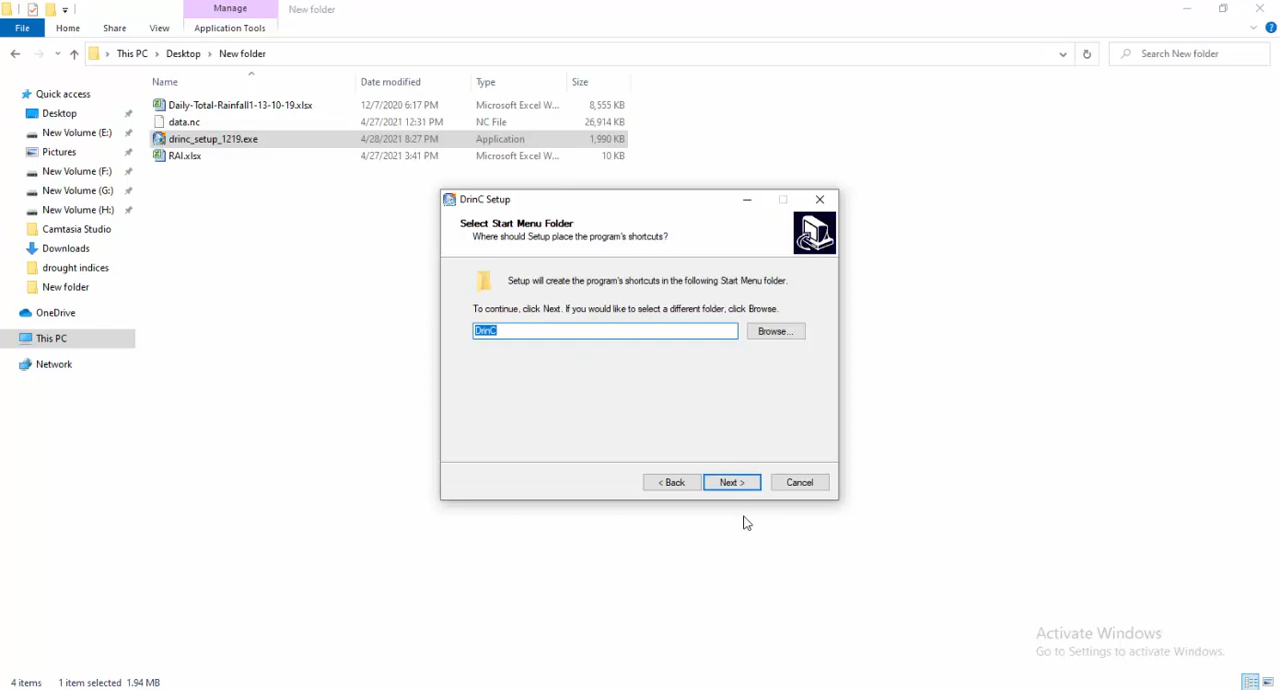 Manage
New folder
File
Home
Share
View
Application Tools
This PC
Desktop
New folder
Search New folder
Name
Date modified
Type
Size
Quick access
Desktop
New Volume (E:)
Pictures
New Volume (F:)
New Volume (G:)
New Volume (H:)
Camtasia Studio
Downloads
drought indices
New folder
OneDrive
This PC
Network
Daily-Total-Rainfall1-13-10-19.xlsx 12/7/2020 6:17 PM Microsoft Excel W... 8,555 KB
data.nc 4/27/2021 12:31 PM NC File 26,914 KB
drinc_setup_1219.exe 4/28/2021 8:27 PM Application 1,990 KB
RAI.xlsx 4/27/2021 3:41 PM Microsoft Excel W... 10 KB
DrinC Setup
Select Start Menu Folder
Where should Setup place the program's shortcuts?
Setup will create the program's shortcuts in the following Start Menu folder.
To continue, click Next. If you would like to select a different folder, click Browse.
DrinC
Browse...
< Back
Next >
Cancel
Activate Windows
Go to Settings to activate Windows.
4 items
1 item selected 1.94 MB